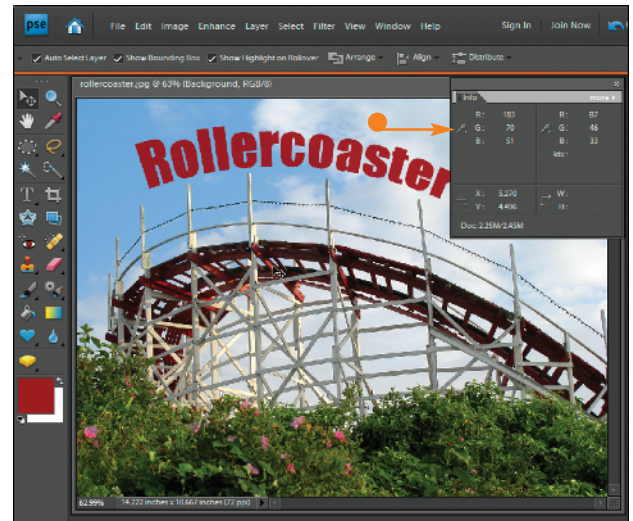 pse File Edit Image Enhance Layer Select Filter View Window Help Sign In Join Now
Auto Select Layer Show Bounding Box Show Highlight on Rollover Arrange Align Distribute
rollercoaster.jpg @ 63% (Background, RGB/8)
Info more
R: 183 R: 87
G: 70 G: 46
B: 51 B: 33
Idx:
X: 5.270 W:
Y: 4.496 H:
Doc: 2.25M/2.45M
Rollercoaster
T
62.99% 14.222 inches x 10.667 inches (72 ppi)